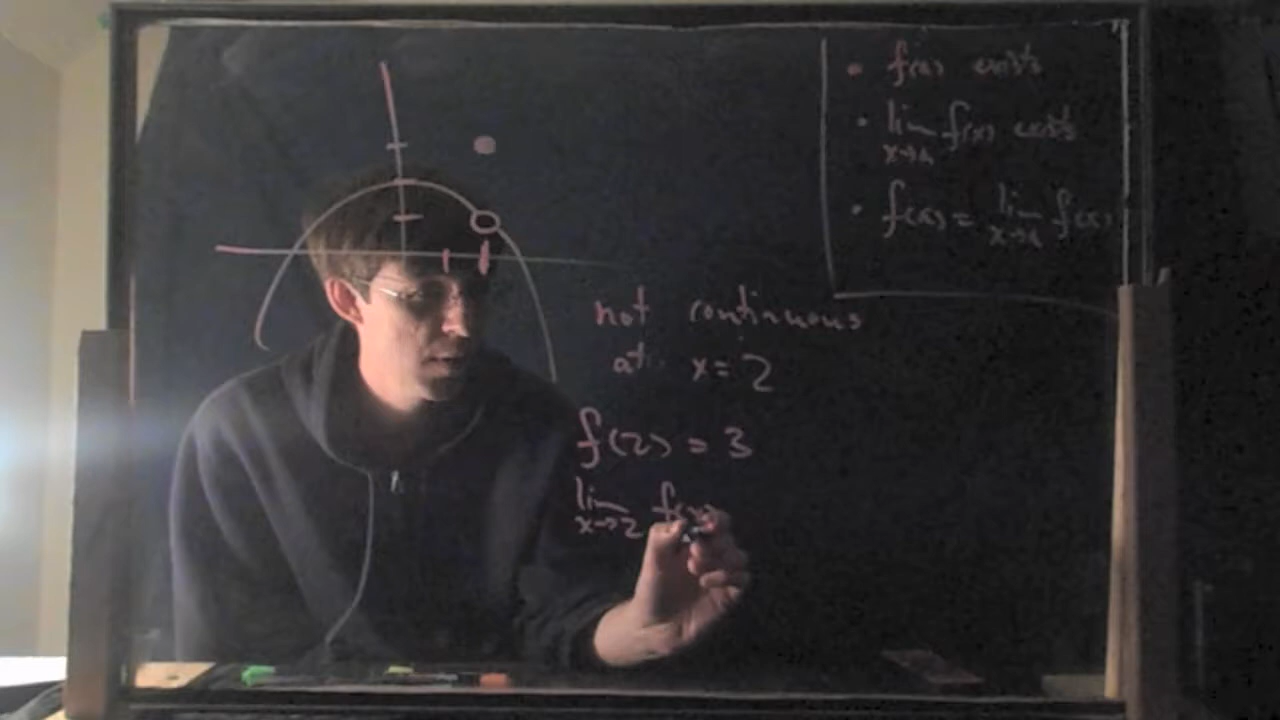 • f(a) exists
• lim f(x) exists
x→a
• f(a) = lim f(x)
x→a
not continuous
at x = 2
f(2) = 3
lim f(x)
x→2